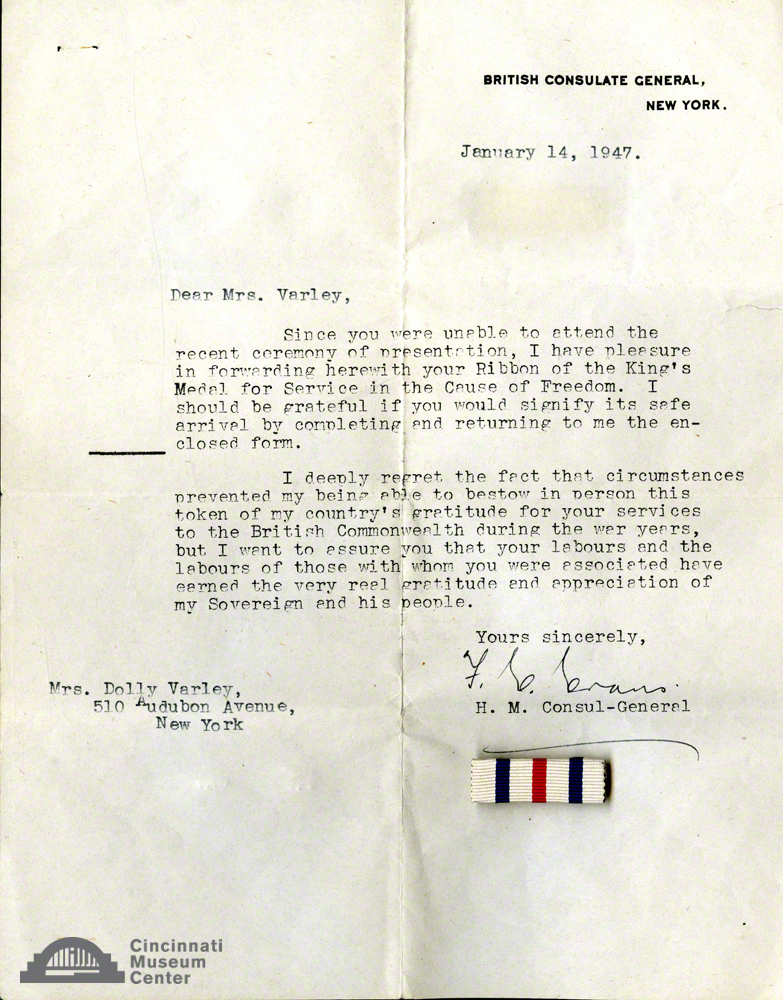 BRITISH CONSULATE GENERAL,
NEW YORK.
January 14, 1947.
Dear Mrs. Varley,
Since you were unable to attend the
recent ceremony of presentation, I have pleasure
in forwarding herewith your Ribbon of the King's
Medal for Service in the Cause of Freedom. I
should be grateful if you would signify its safe
arrival by completing and returning to me the en-
closed form.
I deeply regret the fact that circumstances
prevented my being able to bestow in person this
token of my country's gratitude for your services
to the British Commonwealth during the war years,
but I want to assure you that your labours and the
labours of those with whom you were associated have
earned the very real gratitude and appreciation of
my Sovereign and his people.
Yours sincerely,
F. E. Evans.
H. M. Consul-General
Mrs. Dolly Varley,
510 Audubon Avenue,
New York
Cincinnati
Museum
Center